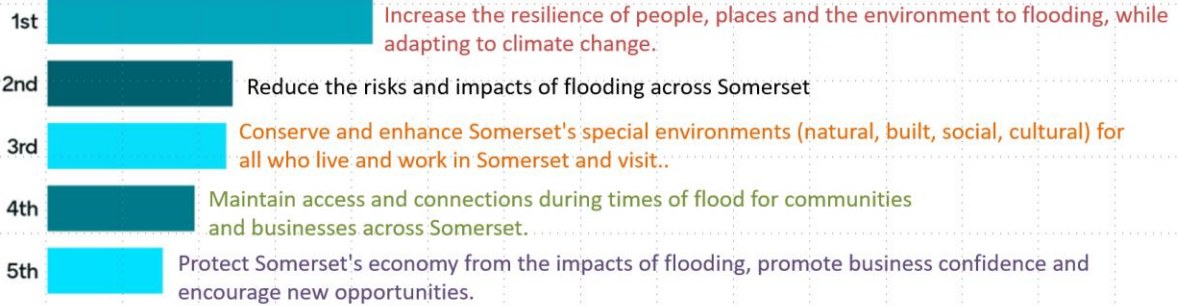 1st
Increase the resilience of people, places and the environment to flooding, while
adapting to climate change.
2nd
Reduce the risks and impacts of flooding across Somerset
3rd
Conserve and enhance Somerset's special environments (natural, built, social, cultural) for
all who live and work in Somerset and visit..
4th
Maintain access and connections during times of flood for communities
and businesses across Somerset.
5th
Protect Somerset's economy from the impacts of flooding, promote business confidence and
encourage new opportunities.